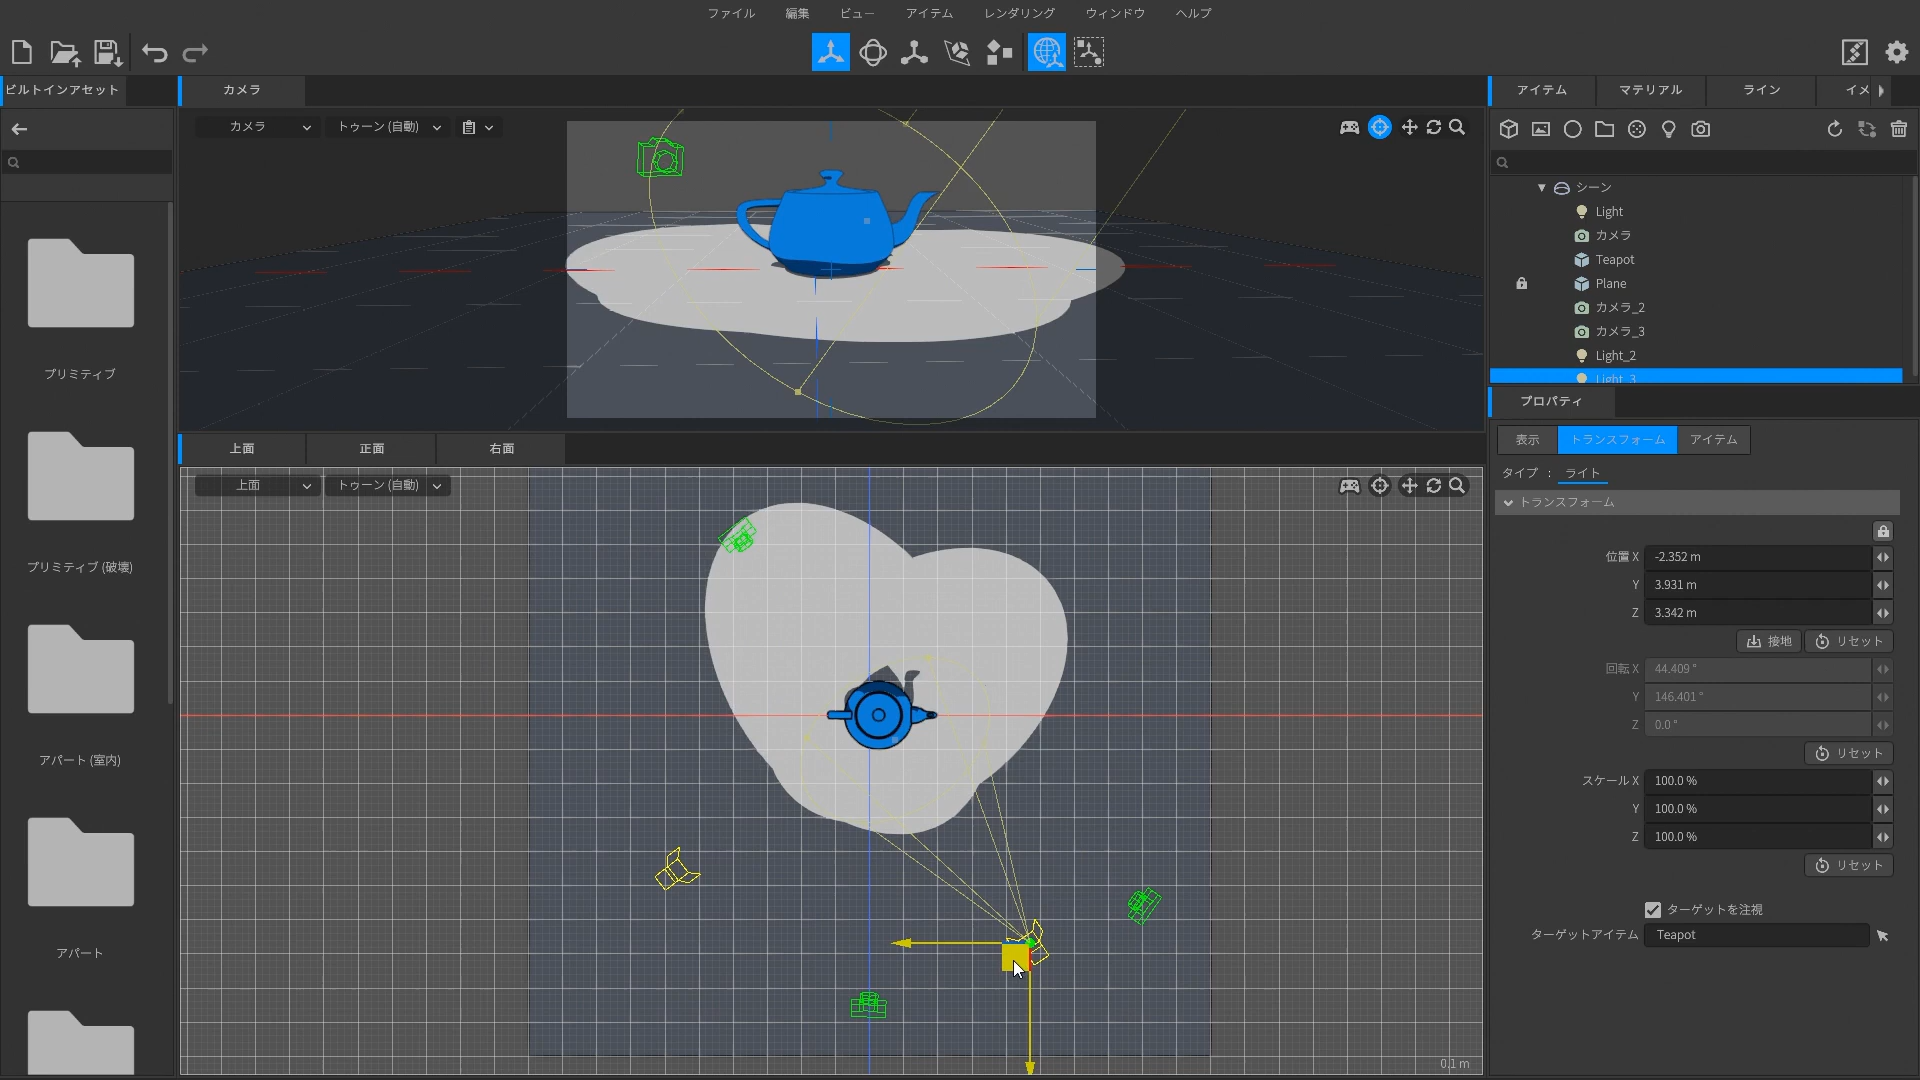 ファイル 編集 ビュー アイテム レンダリング ウィンドウ ヘルプ
ビルトインアセット
カメラ
アイテム マテリアル ライン イメ
カメラ トゥーン (自動)
シーン
Light
カメラ
Teapot
Plane
カメラ_2
カメラ_3
Light_2
Light_3
プリミティブ
プリミティブ (破壊)
アパート (室内)
アパート
上面 正面 右面
上面 トゥーン (自動)
0.1 m
プロパティ
表示 トランスフォーム アイテム
タイプ : ライト
トランスフォーム
位置 X -2.352 m
Y 3.931 m
Z 3.342 m
接地 リセット
回転 X 44.409 °
Y 146.401 °
Z 0.0 °
リセット
スケール X 100.0 %
Y 100.0 %
Z 100.0 %
リセット
ターゲットを注視
ターゲットアイテム Teapot